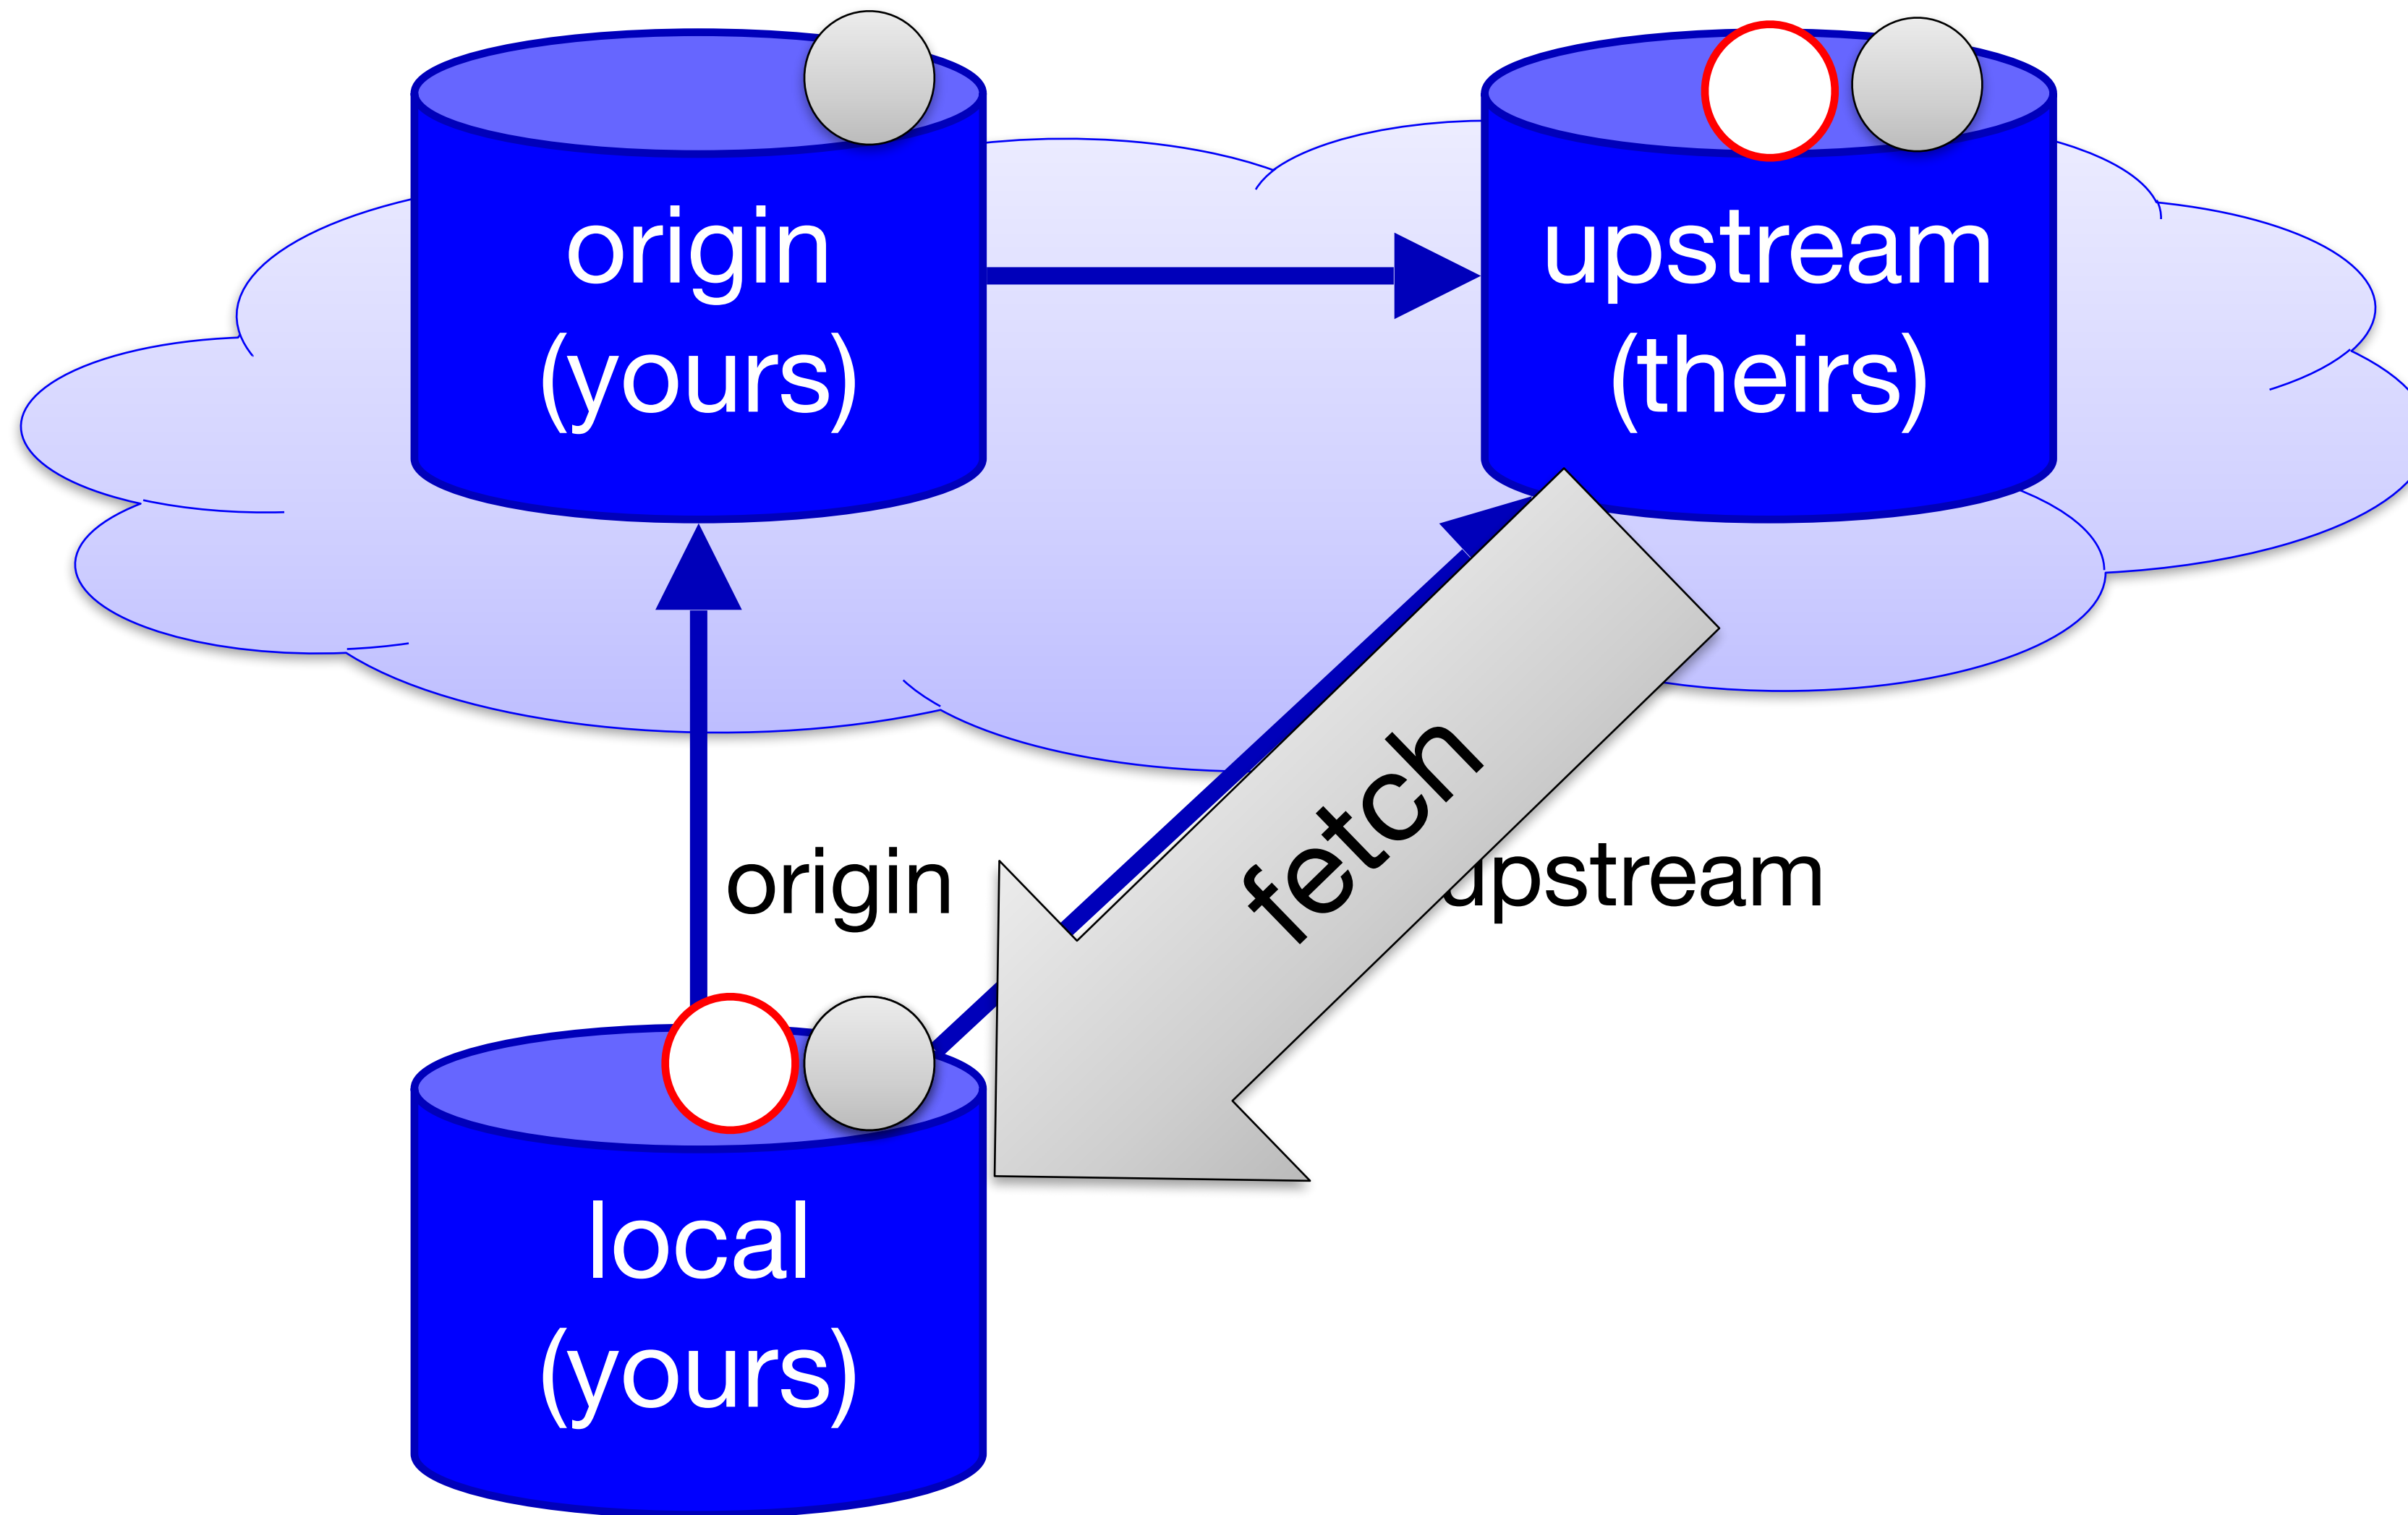 origin
(yours)
upstream
(theirs)
fetch
origin
upstream
local
(yours)